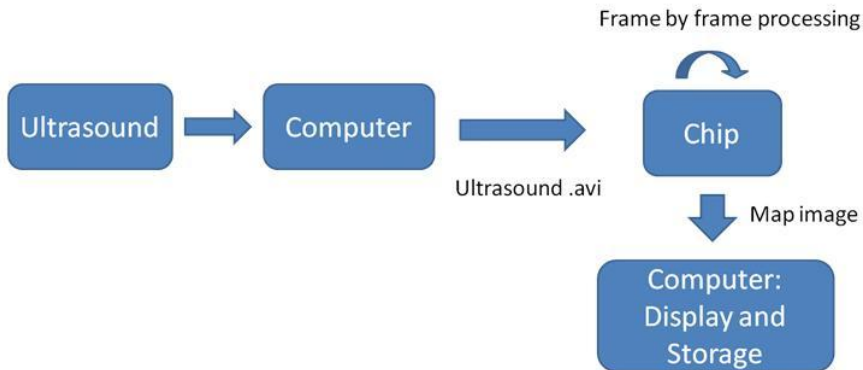 Frame by frame processing
Ultrasound
Computer
Chip
Ultrasound .avi
Map image
Computer:
Display and
Storage